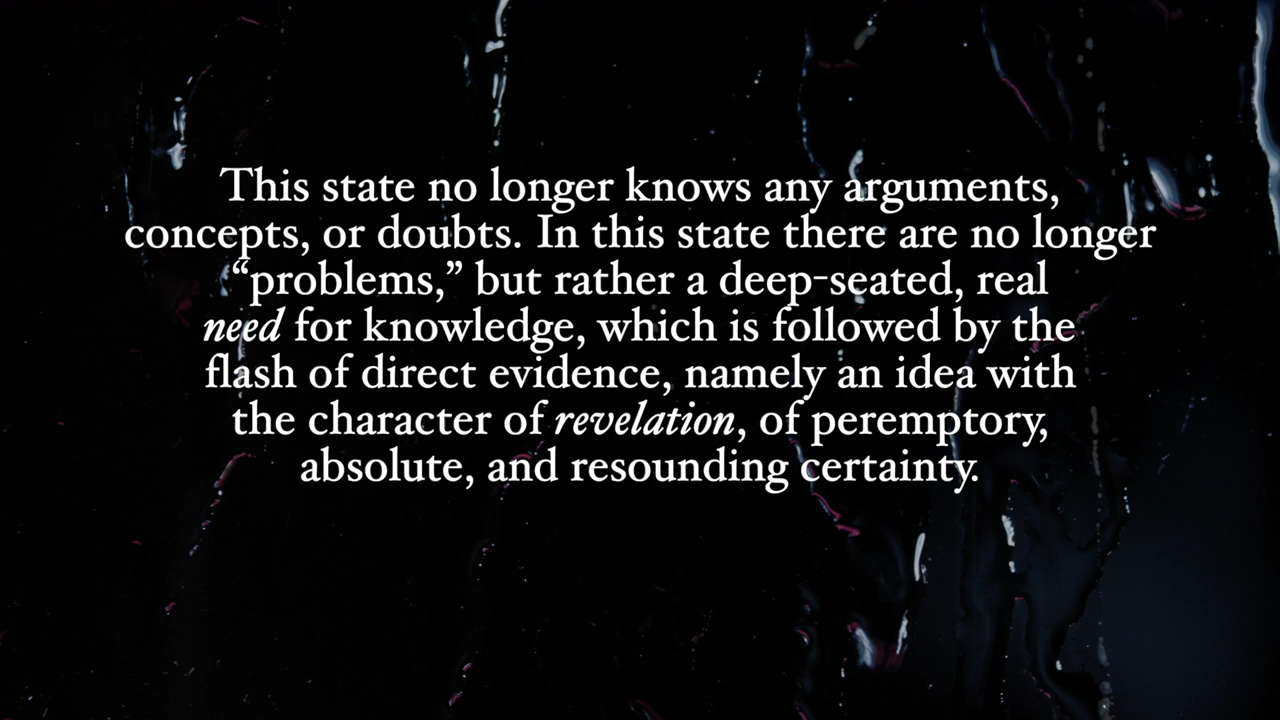 This state no longer knows any arguments,
concepts, or doubts. In this state there are no longer
“problems,” but rather a deep-seated, real
need for knowledge, which is followed by the
flash of direct evidence, namely an idea with
the character of revelation, of peremptory,
absolute, and resounding certainty.